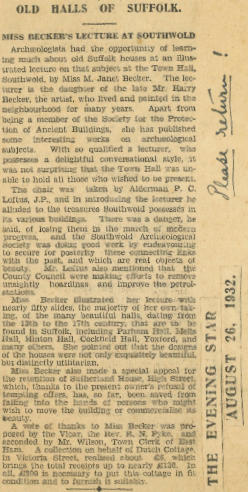 OLD HALLS OF SUFFOLK.
MISS BECKER'S LECTURE AT SOUTHWOLD
Archæologists had the opportunity of learn-
ing much about old Suffolk houses at an illus-
trated lecture on that subject at the Town Hall,
Southwold, by Miss M. Janet Becker. The lec-
turer is the daughter of the late Mr. Harry
Becker, the artist, who lived and painted in the
neighbourhood for many years. Apart from
being a member of the Society for the Protec-
tion of Ancient Buildings, she has published
some interesting works on archæological
subjects. With so qualified a lecturer, who
possesses a delightful conversational style, it
was not surprising that the Town Hall was un-
able to hold all those who wished to be present.
The chair was taken by Alderman P. C.
Loftus, J.P., and in introducing the lecturer he
alluded to the treasures Southwold possesses in
its various buildings. There was a danger, he
said, of losing them in the march of modern
progress, and the Southwold Archæological
Society was doing good work by endeavouring
to secure for posterity these connecting links
with the past, and which are real objects of
beauty. Mr. Loftus also mentioned that the
County Council were making efforts to remove
unsightly hoardings and improve the petrol-
stations.
Miss Becker illustrated her lecture with
nearly fifty slides, the majority of her own tak-
ing, of the many beautiful halls, dating from
the 13th to the 17th century, that are to be
found in Suffolk, including Parham Hall, Mells
Hall, Hinton Hall, Cockfield Hall, Yoxford, and
many others. She pointed out that the designs
of the houses were not only exquisitely beautiful,
but distinctly utilitarian.
Miss Becker also made a special appeal for
the retention of Sutherland House, High Street,
which, thanks to the present owner's refusal of
tempting offers, has, so far, been saved from
falling into the hands of persons who might
wish to move the building or commercialise its
beauty.
A vote of thanks to Miss Becker was pro-
posed by the Vicar, the Rev. R. N. Pyke, and
seconded by Mr. Wilson, Town Clerk of East
Ham. A collection on behalf of Dutch Cottage,
in Victoria Street, realised about £6, which
brings the total receipts up to nearly £130. In
all, is necessary to put this cottage in fit
condition and to furnish it suitably.
Please return!
THE EVENING STAR
AUGUST 26, 1932.